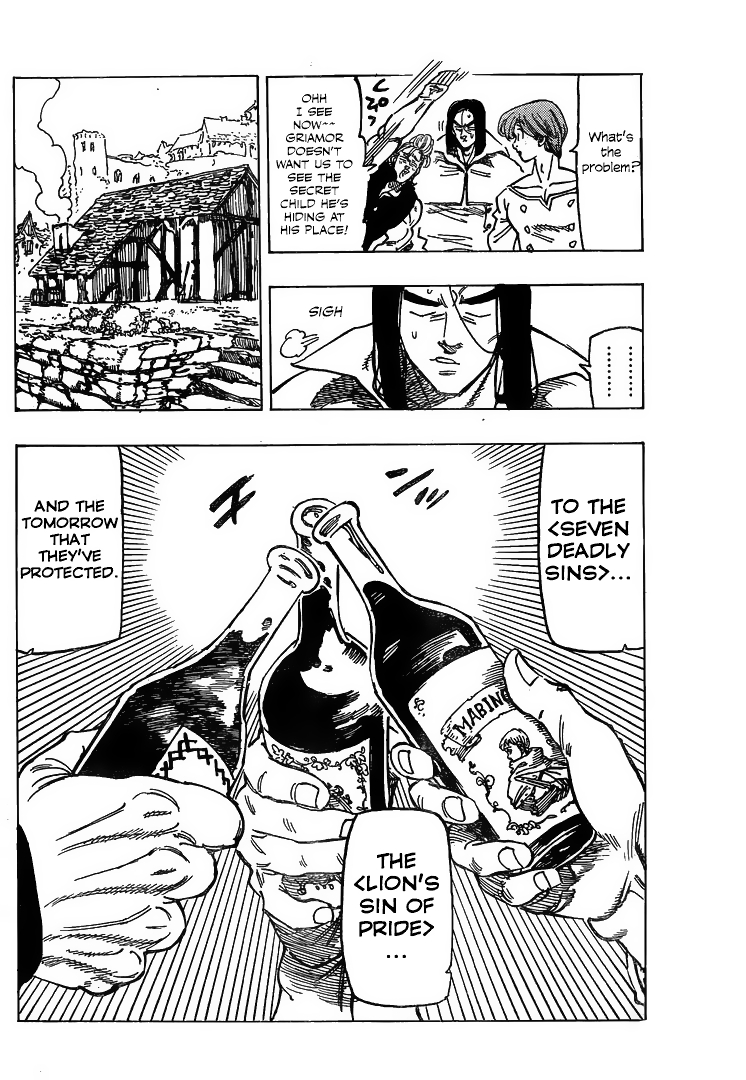 What's
the
problem?
OHH
I SEE
NOW~~
GRIAMOR
DOESN'T
WANT US TO
SEE THE
SECRET
CHILD HE'S
HIDING AT
HIS PLACE!
SIGH
TO THE
<SEVEN
DEADLY
SINS>...
AND THE
TOMORROW
THAT
THEY'VE
PROTECTED.
MABING
THE
<LION'S
SIN OF
PRIDE>
...